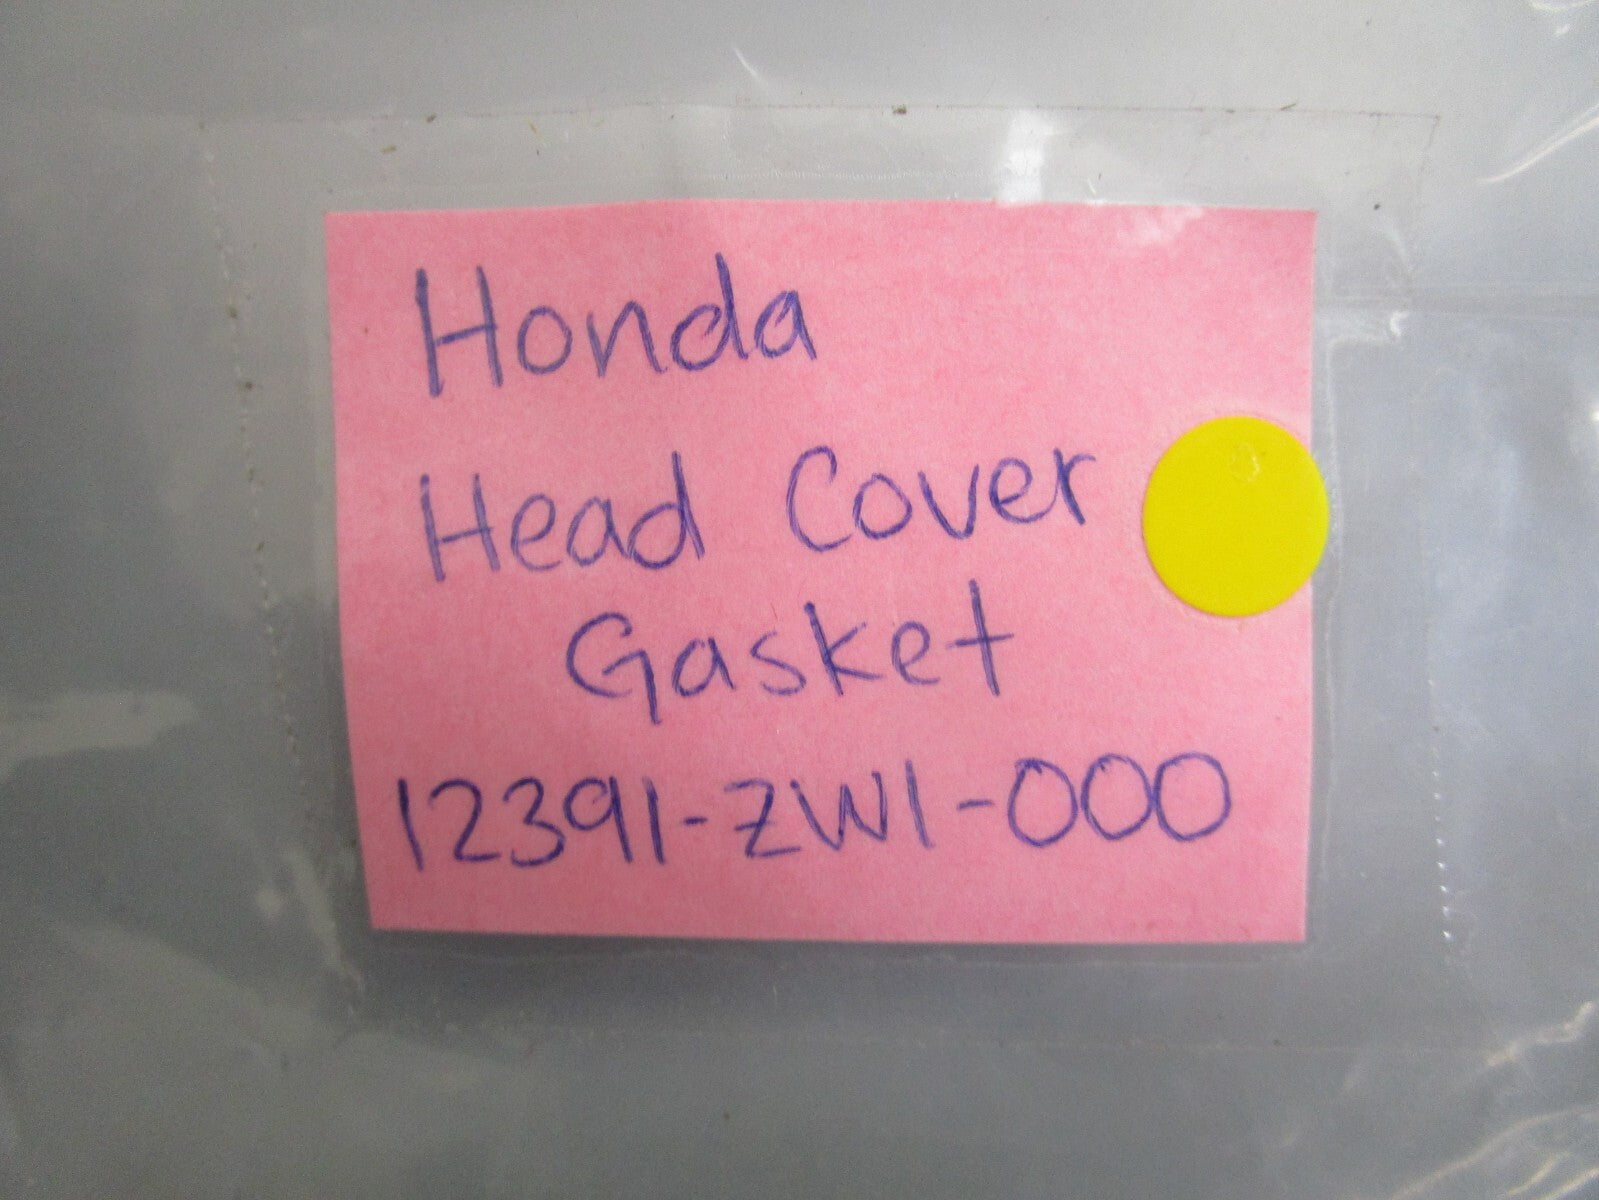 Honda
Head Cover
Gasket
12391-ZW1-000